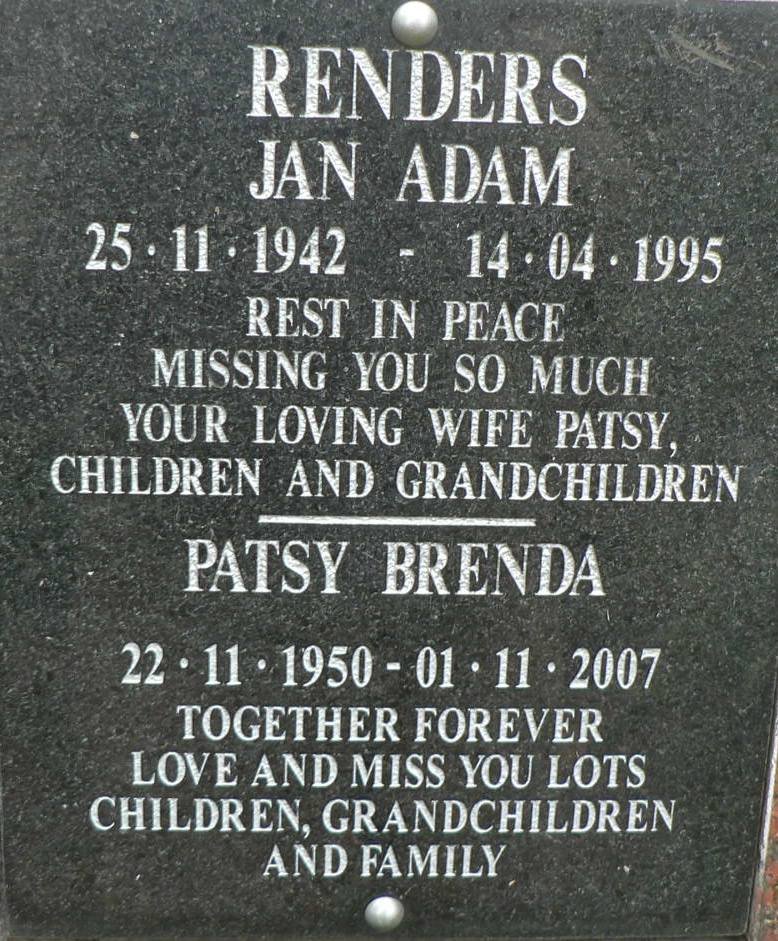 RENDERS
JAN ADAM
25 · 11 · 1942 - 14 · 04 · 1995
REST IN PEACE
MISSING YOU SO MUCH
YOUR LOVING WIFE PATSY,
CHILDREN AND GRANDCHILDREN
PATSY BRENDA
22 · 11 · 1950 - 01 · 11 · 2007
TOGETHER FOREVER
LOVE AND MISS YOU LOTS
CHILDREN, GRANDCHILDREN
AND FAMILY